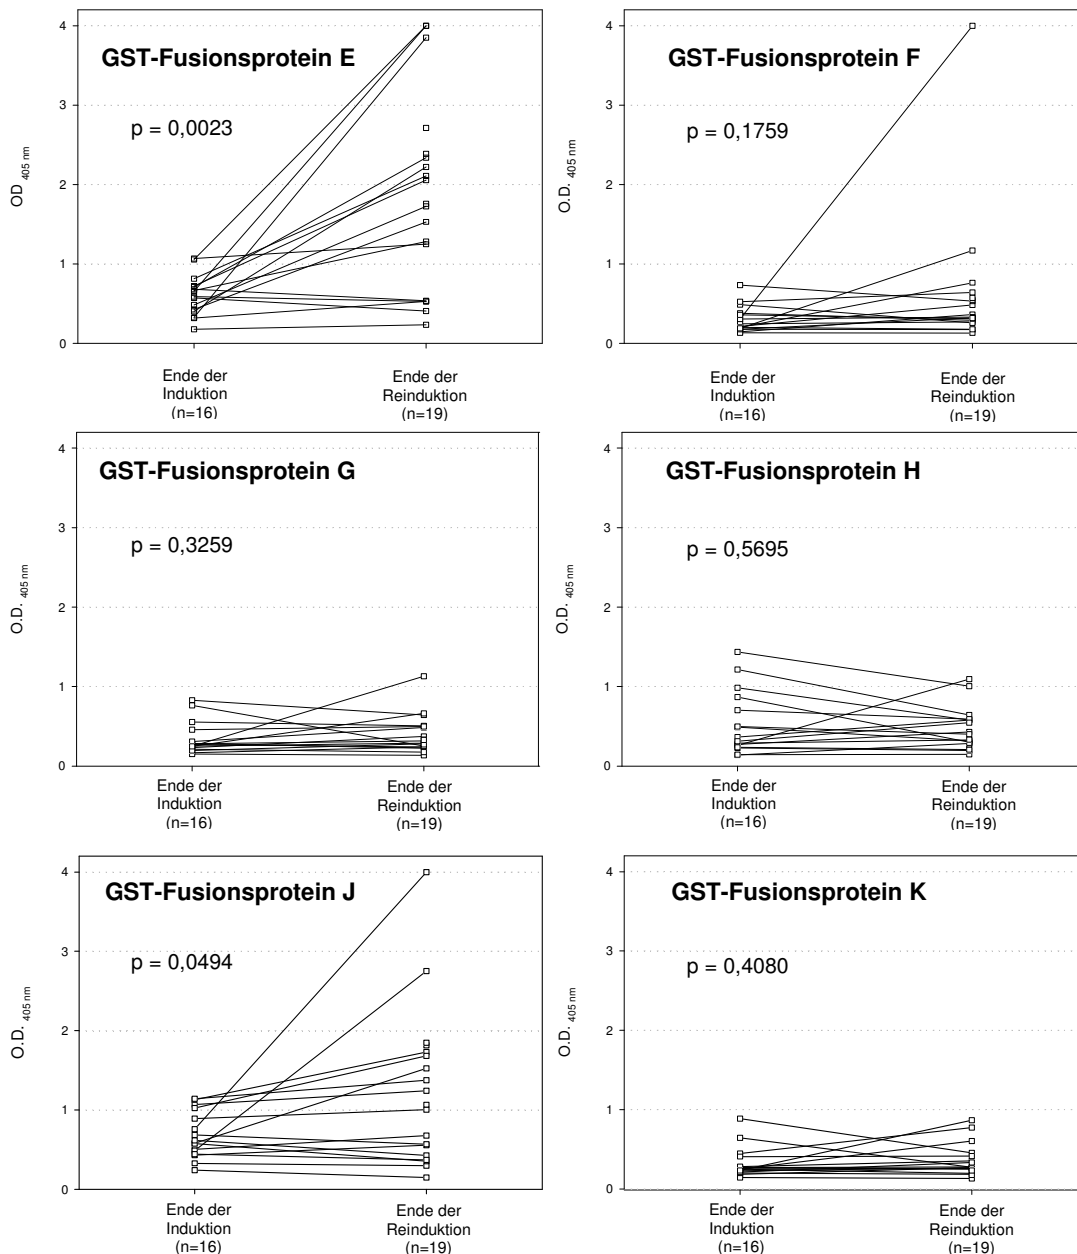 GST-Fusionsprotein E
p = 0,0023
OD 405 nm
4
3
2
1
0
Ende der
Induktion
(n=16)
Ende der
Reinduktion
(n=19)
GST-Fusionsprotein F
p = 0,1759
O.D. 405 nm
4
3
2
1
0
Ende der
Induktion
(n=16)
Ende der
Reinduktion
(n=19)
GST-Fusionsprotein G
p = 0,3259
O.D. 405 nm
4
3
2
1
0
Ende der
Induktion
(n=16)
Ende der
Reinduktion
(n=19)
GST-Fusionsprotein H
p = 0,5695
O.D. 405 nm
4
3
2
1
0
Ende der
Induktion
(n=16)
Ende der
Reinduktion
(n=19)
GST-Fusionsprotein J
p = 0,0494
O.D. 405 nm
4
3
2
1
0
Ende der
Induktion
(n=16)
Ende der
Reinduktion
(n=19)
GST-Fusionsprotein K
p = 0,4080
O.D. 405 nm
4
3
2
1
0
Ende der
Induktion
(n=16)
Ende der
Reinduktion
(n=19)